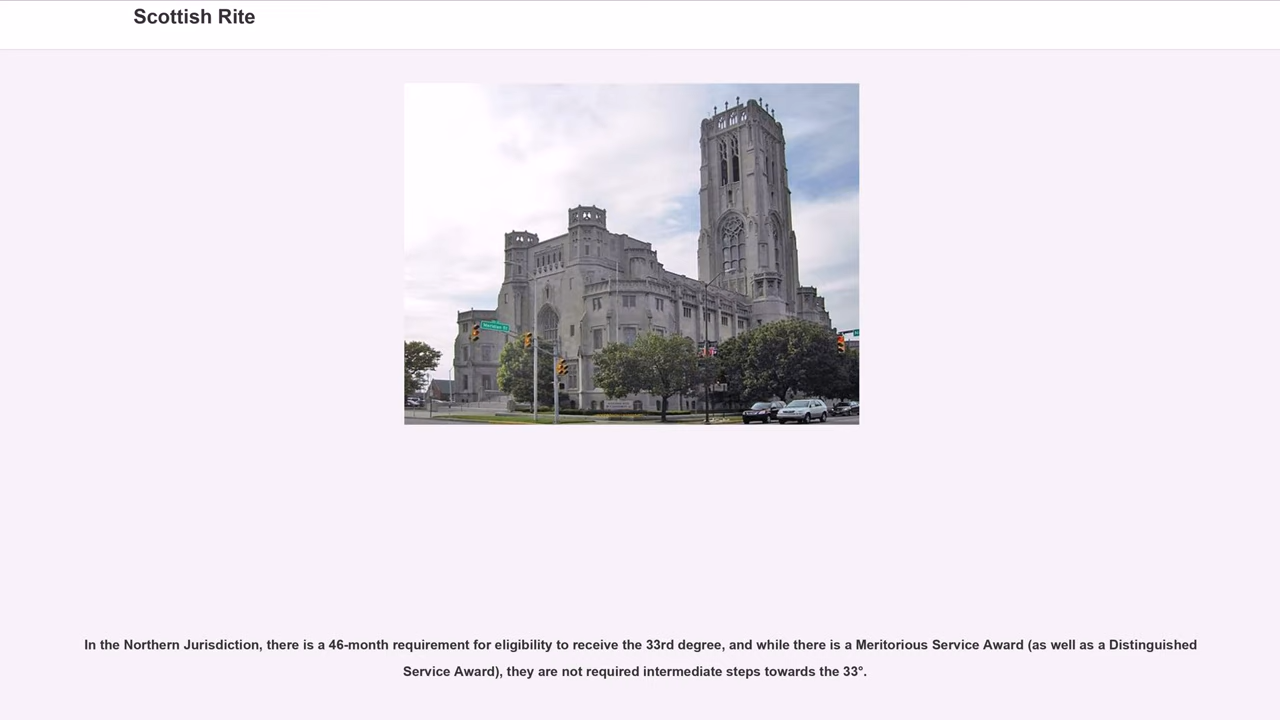 Scottish Rite
Meridian St
In the Northern Jurisdiction, there is a 46-month requirement for eligibility to receive the 33rd degree, and while there is a Meritorious Service Award (as well as a Distinguished
Service Award), they are not required intermediate steps towards the 33°.